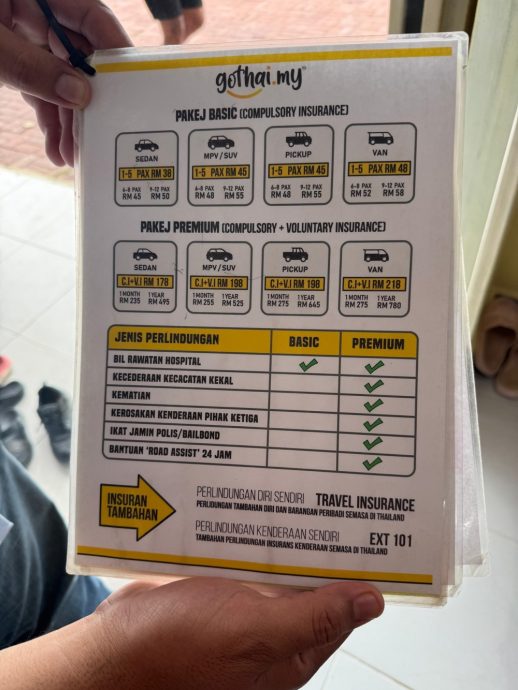 gothai.my
PAKEJ BASIC (COMPULSORY INSURANCE)
SEDAN
1-5 PAX RM 38
6-8 PAX 9-12 PAX
RM 45 RM 50
MPV/SUV
1-5 PAX RM 45
6-8 PAX 9-12 PAX
RM 48 RM 55
PICKUP
1-5 PAX RM 45
6-8 PAX 9-12 PAX
RM 48 RM 55
VAN
1-5 PAX RM 48
6-8 PAX 9-12 PAX
RM 52 RM 58
PAKEJ PREMIUM (COMPULSORY + VOLUNTARY INSURANCE)
SEDAN
C.I+V.I RM 178
1 MONTH 1 YEAR
RM 235 RM 495
MPV/SUV
C.I+V.I RM 198
1 MONTH 1 YEAR
RM 255 RM 525
PICKUP
C.I+V.I RM 198
1 MONTH 1 YEAR
RM 275 RM 645
VAN
C.I+V.I RM 218
1 MONTH 1 YEAR
RM 275 RM 780
JENIS PERLINDUNGAN BASIC PREMIUM
BIL RAWATAN HOSPITAL
KECEDERAAN KECACATAN KEKAL
KEMATIAN
KEROSAKAN KENDERAAN PIHAK KETIGA
IKAT JAMIN POLIS/BAILBOND
BANTUAN 'ROAD ASSIST' 24 JAM
INSURAN
TAMBAHAN
PERLINDUNGAN DIRI SENDIRI TRAVEL INSURANCE
PERLIDUNGAN TAMBAHAN DIRI DAN BARANGAN PERIBADI SEMASA DI THAILAND
PERLINDUNGAN KENDERAAN SENDIRI EXT 101
TAMBAHAN PERLINDUNGAN INSURANS KENDERAAN SEMASA DI THAILAND